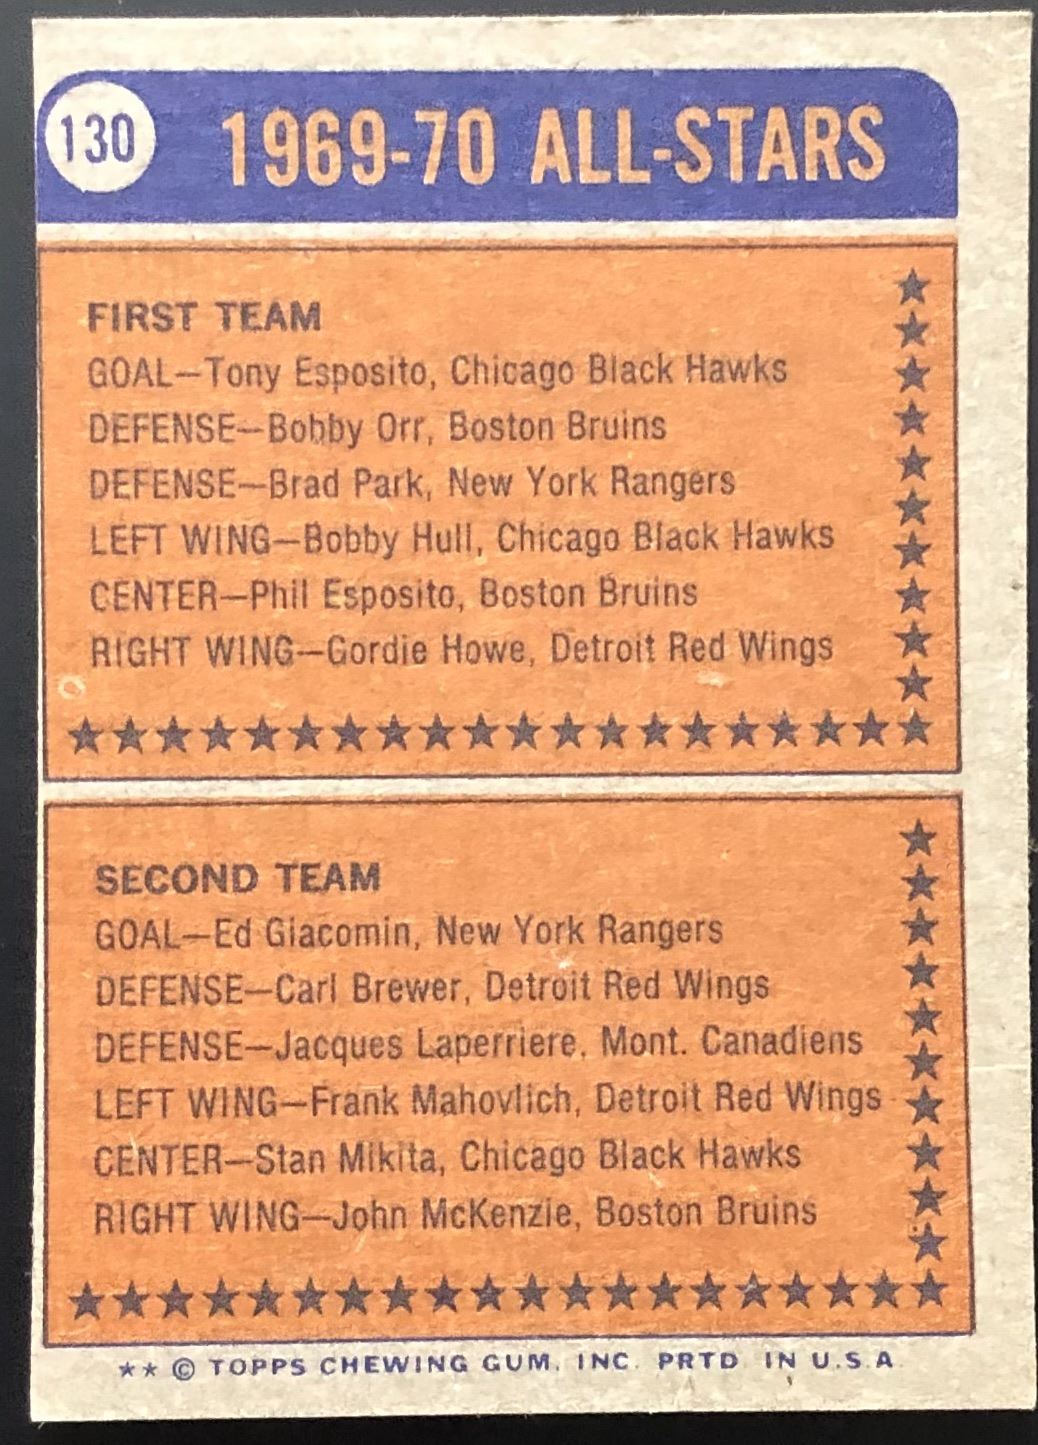 130
1969-70 ALL-STARS
FIRST TEAM
GOAL—Tony Esposito, Chicago Black Hawks
DEFENSE—Bobby Orr, Boston Bruins
DEFENSE—Brad Park, New York Rangers
LEFT WING—Bobby Hull, Chicago Black Hawks
CENTER—Phil Esposito, Boston Bruins
RIGHT WING—Gordie Howe, Detroit Red Wings
SECOND TEAM
GOAL—Ed Giacomin, New York Rangers
DEFENSE—Carl Brewer, Detroit Red Wings
DEFENSE—Jacques Laperriere, Mont. Canadiens
LEFT WING—Frank Mahovlich, Detroit Red Wings
CENTER—Stan Mikita, Chicago Black Hawks
RIGHT WING—John McKenzie, Boston Bruins
★★ © TOPPS CHEWING GUM, INC. PRTD. IN U.S.A.